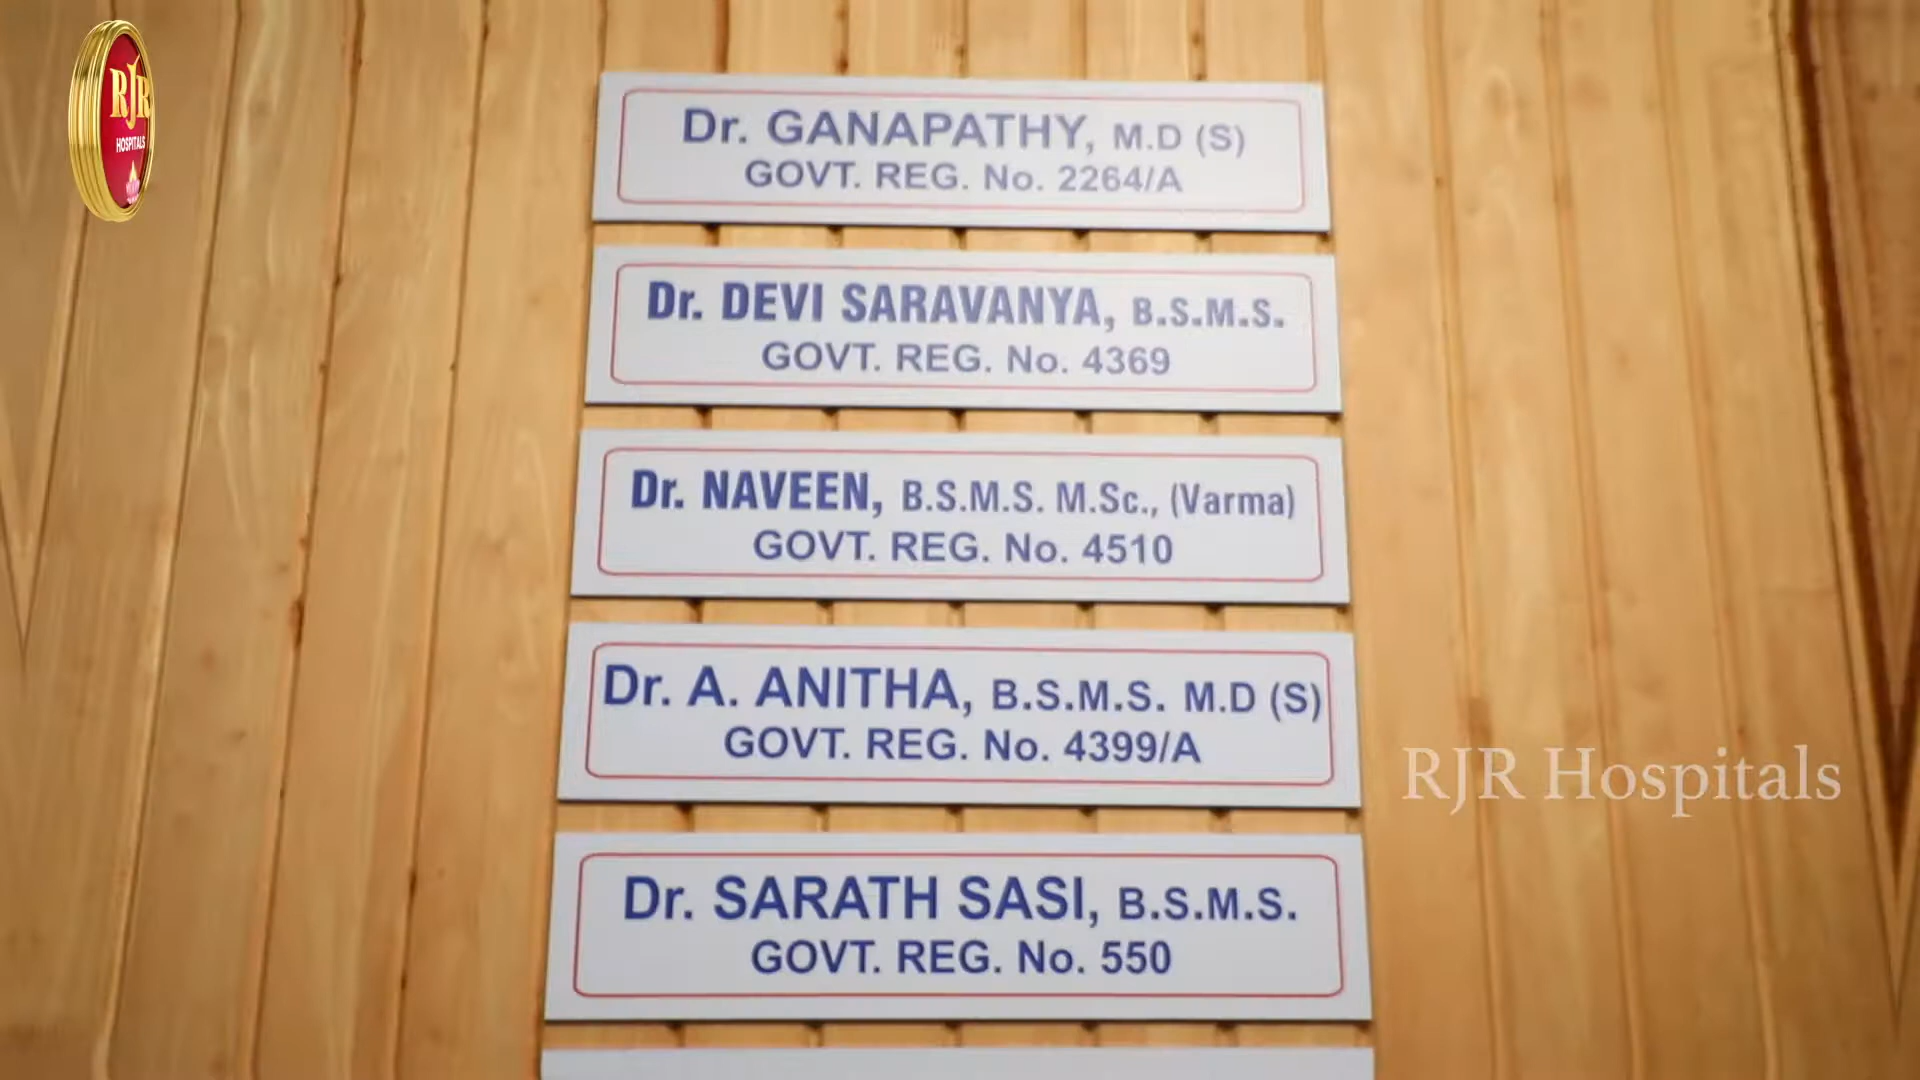 RJR
HOSPITALS
Dr. GANAPATHY, M.D (S)
GOVT. REG. No. 2264/A
Dr. DEVI SARAVANYA, B.S.M.S.
GOVT. REG. No. 4369
Dr. NAVEEN, B.S.M.S. M.Sc., (Varma)
GOVT. REG. No. 4510
Dr. A. ANITHA, B.S.M.S. M.D (S)
GOVT. REG. No. 4399/A
RJR Hospitals
Dr. SARATH SASI, B.S.M.S.
GOVT. REG. No. 550